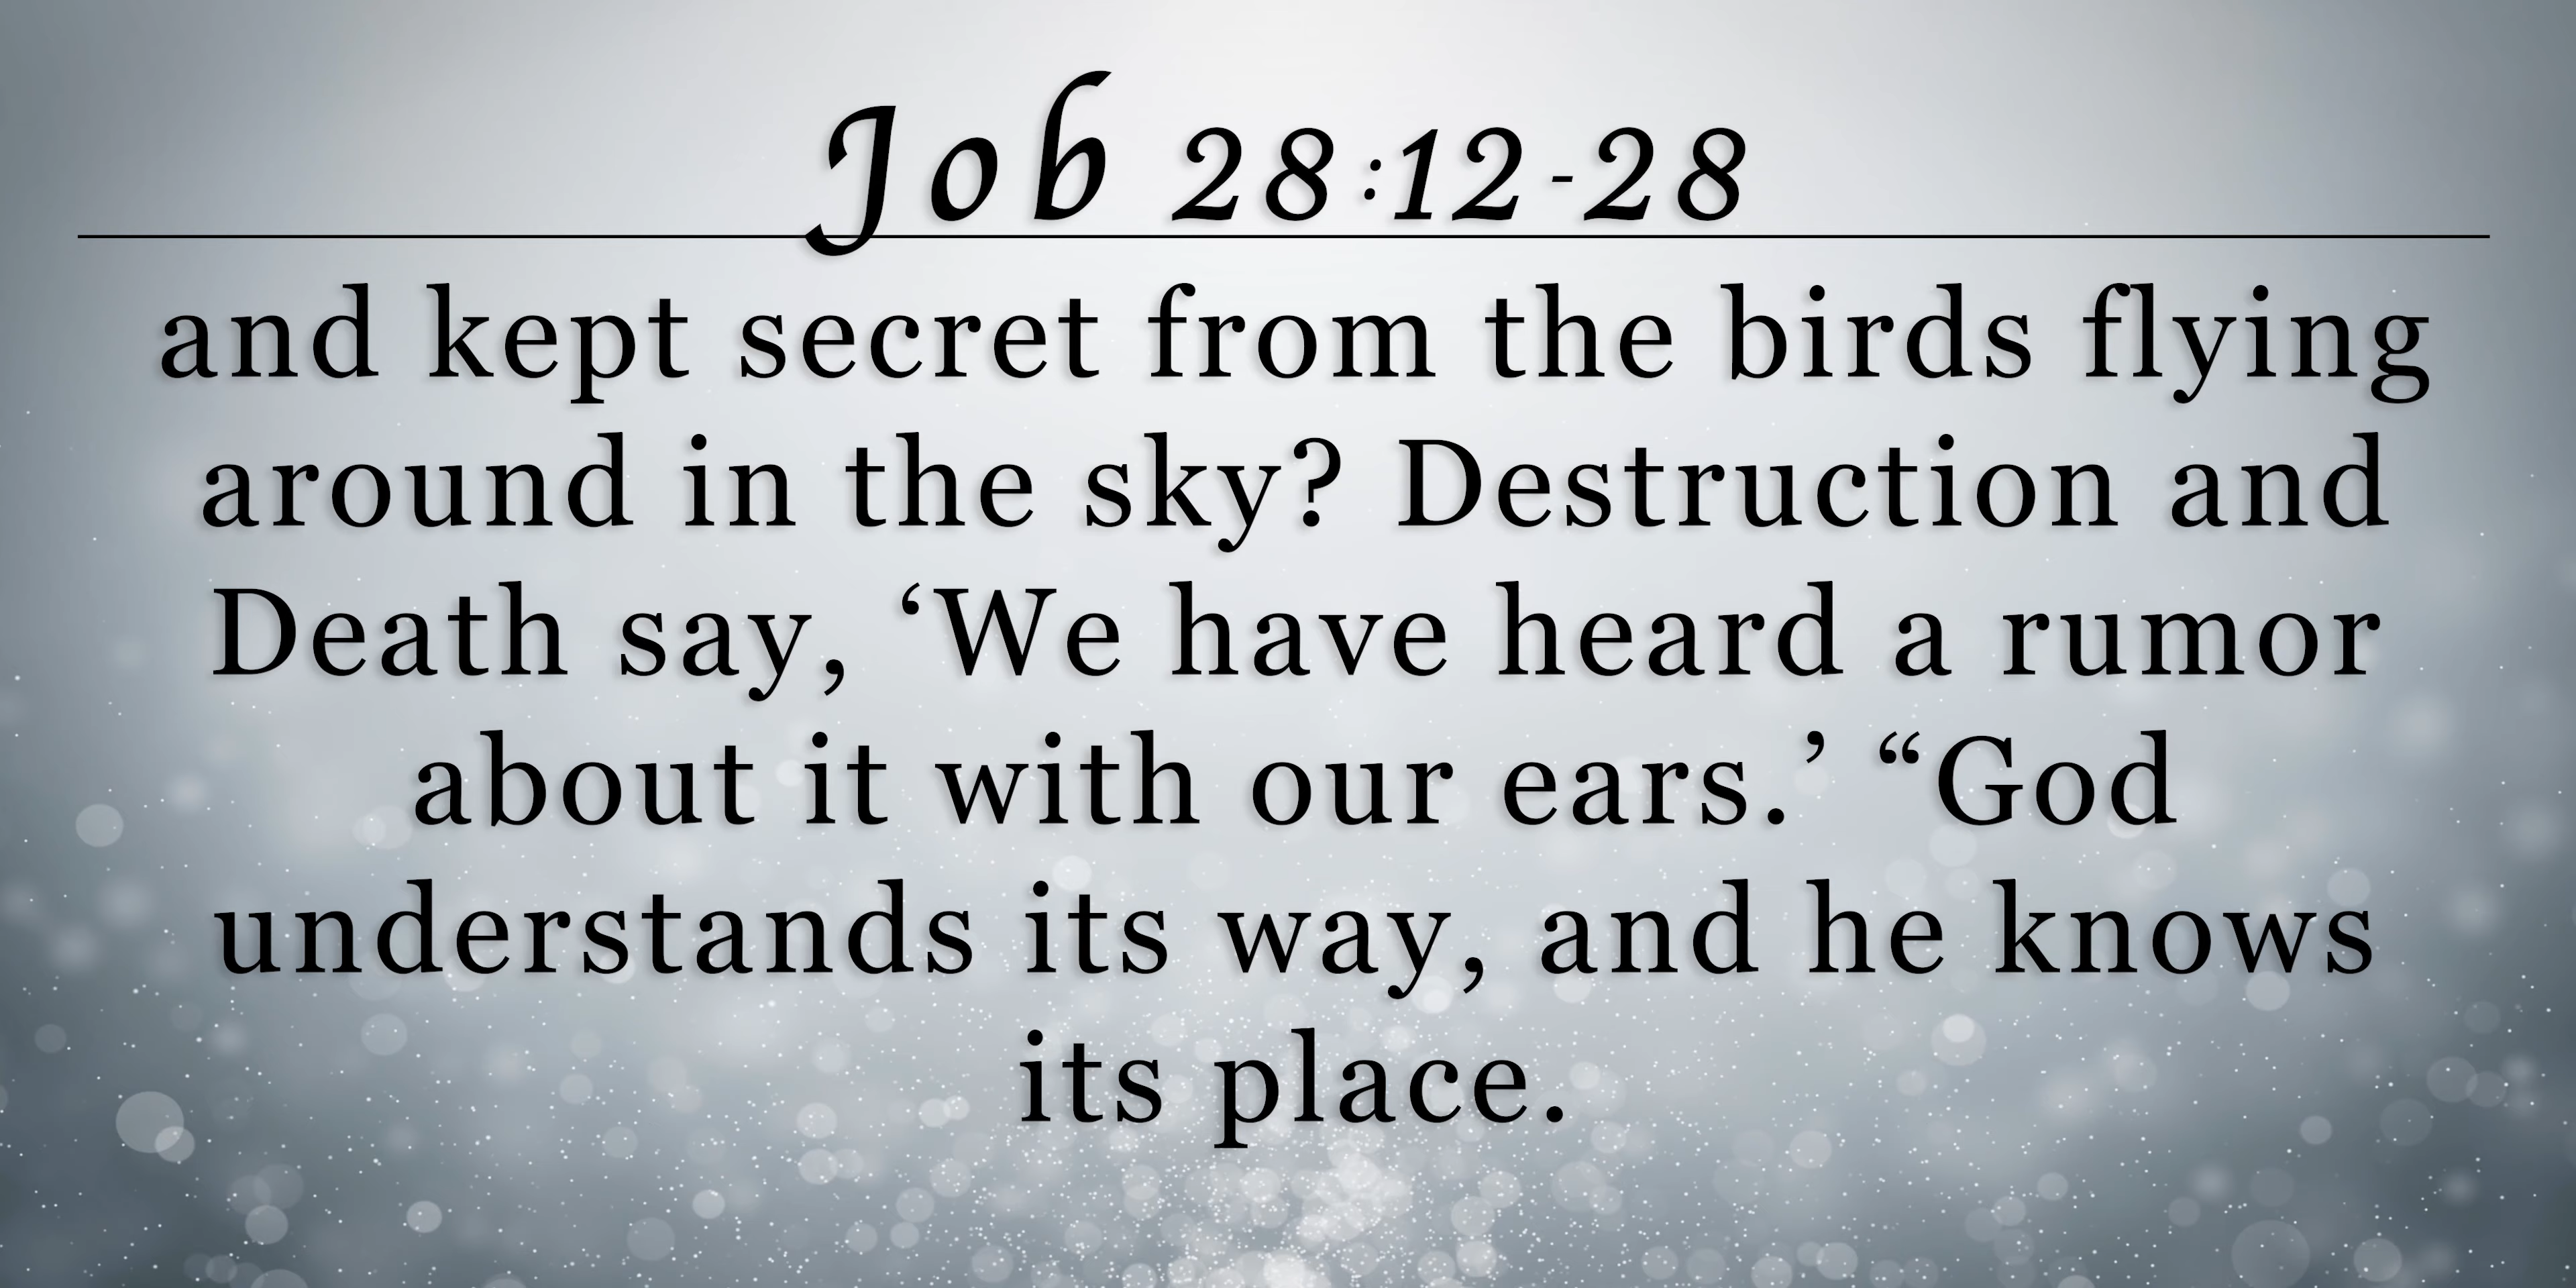 Job 28:12-28
and kept secret from the birds flying
around in the sky? Destruction and
Death say, ‘We have heard a rumor
about it with our ears.’ “God
understands its way, and he knows
its place.